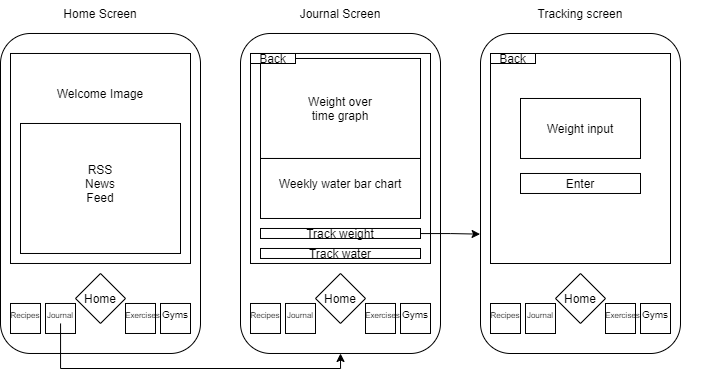 Home Screen
Journal Screen
Tracking screen
Welcome Image
RSS
News
Feed
Recipes
Journal
Home
Exercises
Gyms
Back
Weight over
time graph
Weekly water bar chart
Track weight
Track water
Recipes
Journal
Home
Exercises
Gyms
Back
Weight input
Enter
Recipes
Journal
Home
Exercises
Gyms